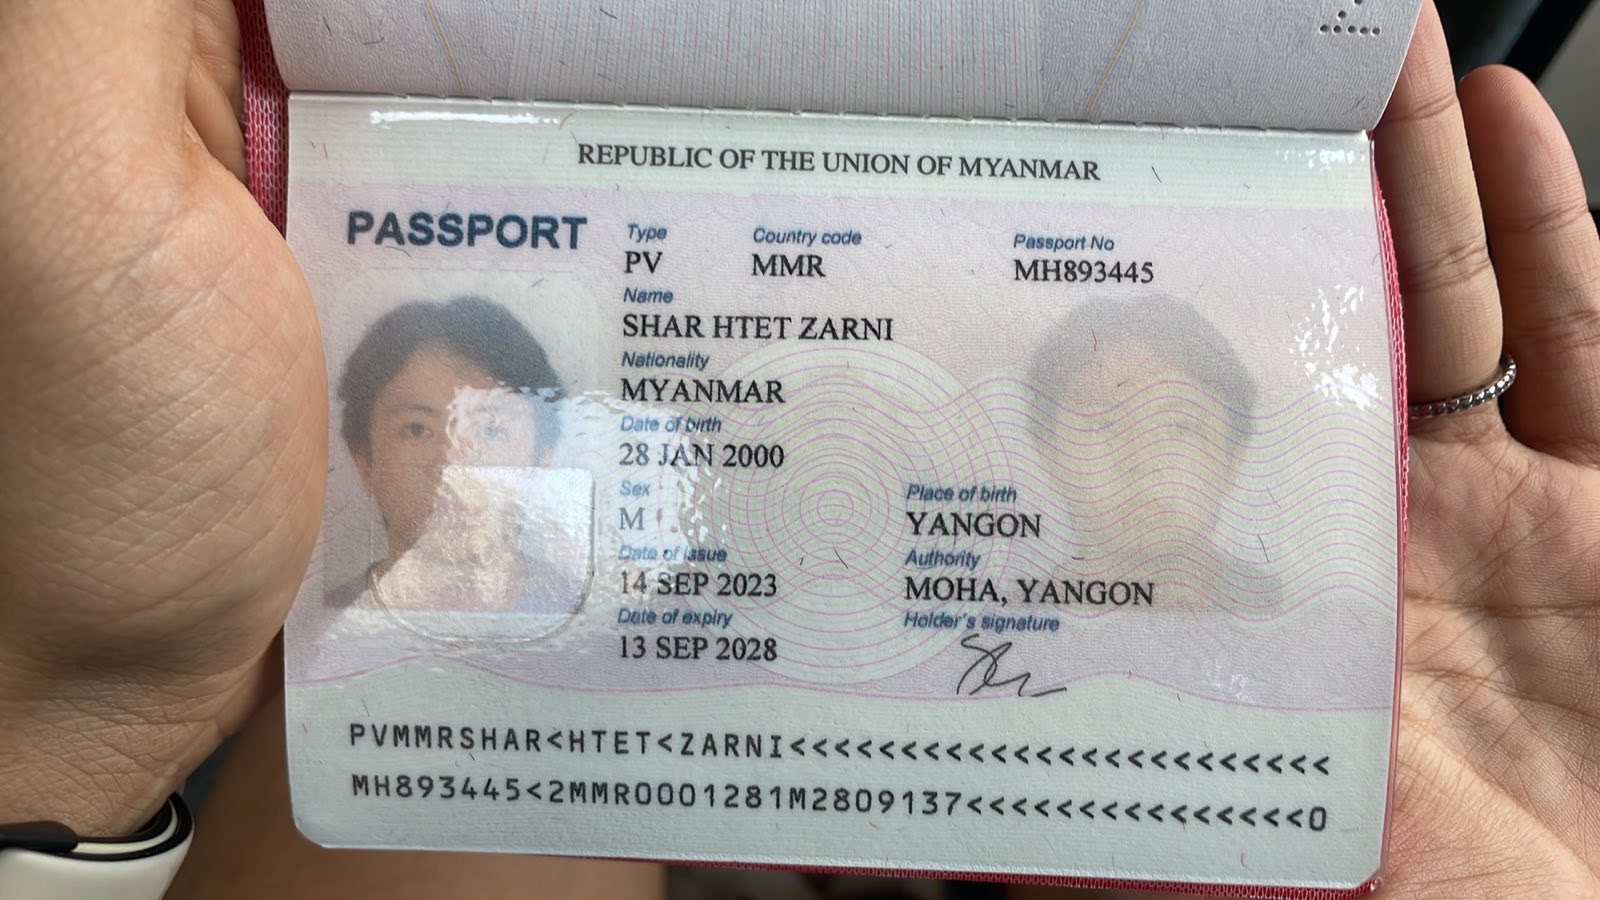 REPUBLIC OF THE UNION OF MYANMAR
PASSPORT
Type Country code Passport No
PV MMR MH893445
Name
SHAR HTET ZARNI
Nationality
MYANMAR
Date of birth
28 JAN 2000
Sex Place of birth
M YANGON
Date of issue Authority
14 SEP 2023 MOHA, YANGON
Date of expiry Holder's signature
13 SEP 2028
PVMMRSHAR<HTET<ZARNI<<<<<<<<<<<<<<<<<<<<<<<<
MH893445<2MMR0001281M2809137<<<<<<<<<<<<<<<0